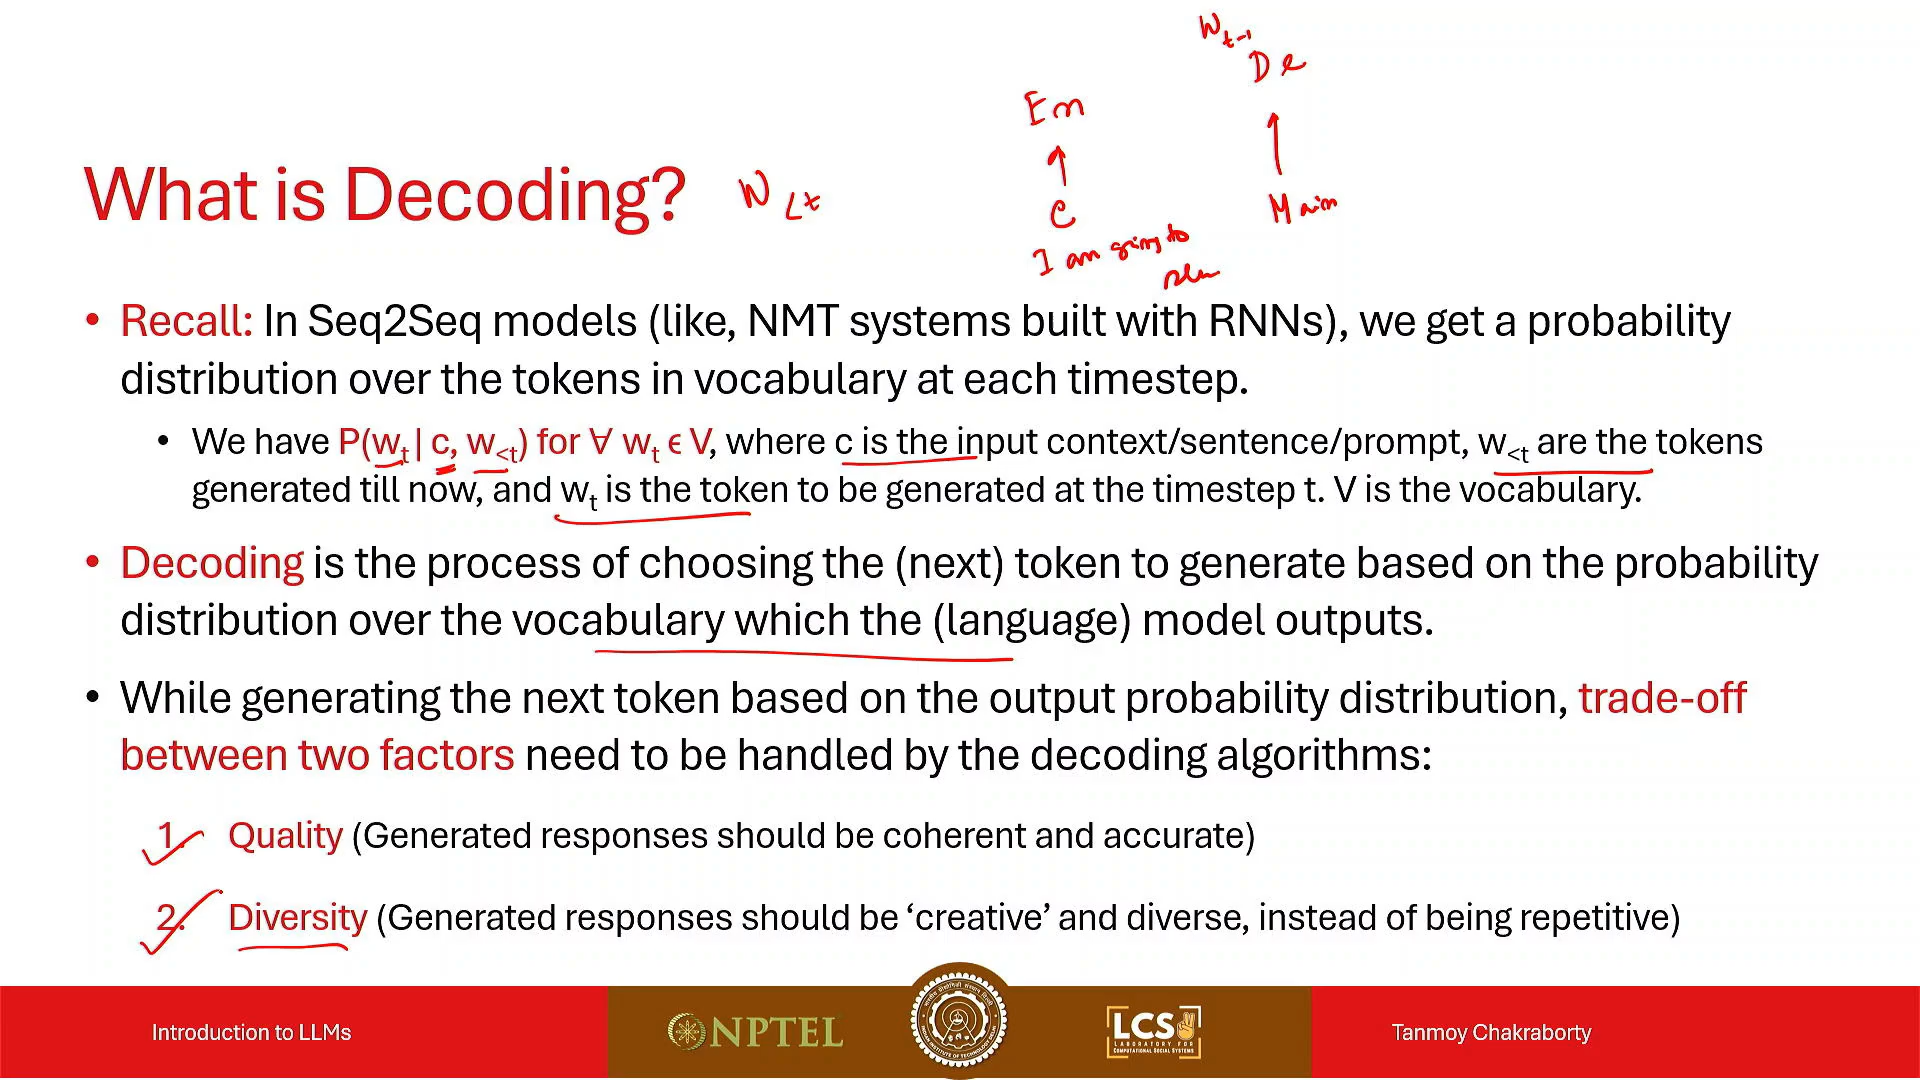 W t-1
De
En
↑
↑
What is Decoding? W <t
C
Main
I am going to
• Recall: In Seq2Seq models (like, NMT systems built with RNNs), we get a probability
distribution over the tokens in vocabulary at each timestep.
• We have P(wt | c, w<t) for ∀ wt ϵ V, where c is the input context/sentence/prompt, w<t are the tokens
generated till now, and wt is the token to be generated at the timestep t. V is the vocabulary.
• Decoding is the process of choosing the (next) token to generate based on the probability
distribution over the vocabulary which the (language) model outputs.
• While generating the next token based on the output probability distribution, trade-off
between two factors need to be handled by the decoding algorithms:
1. Quality (Generated responses should be coherent and accurate)
2. Diversity (Generated responses should be ‘creative’ and diverse, instead of being repetitive)
Introduction to LLMs
NPTEL
LCS
LABORATORY FOR
COMPUTATIONAL SOCIAL SYSTEMS
Tanmoy Chakraborty